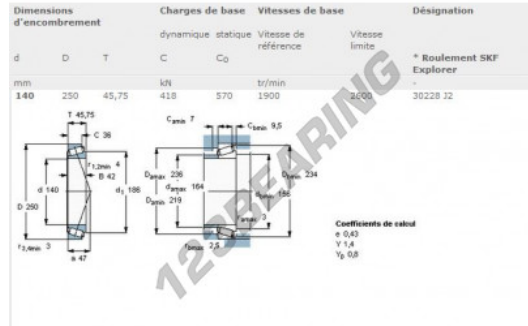 Dimensions d'encombrement Charges de base Vitesses de base Désignation
dynamique statique Vitesse de référence Vitesse limite
d D T C C0 * Roulement SKF Explorer
mm kN tr/min -
140 250 45,75 418 570 1900 2600 30228 J2
T 45,75
C 36
r1,2min 4
B 42
d 140
d1 186
D 250
r3,4min 3
a 47
Camin 7
Cbmin 9,5
Damax 236
damax 164
Damin 219
Dbmin 234
dbmin 156
ramax 3
rbmax 2,5
Coefficients de calcul
e 0,43
Y 1,4
Y0 0,8
123BEARING